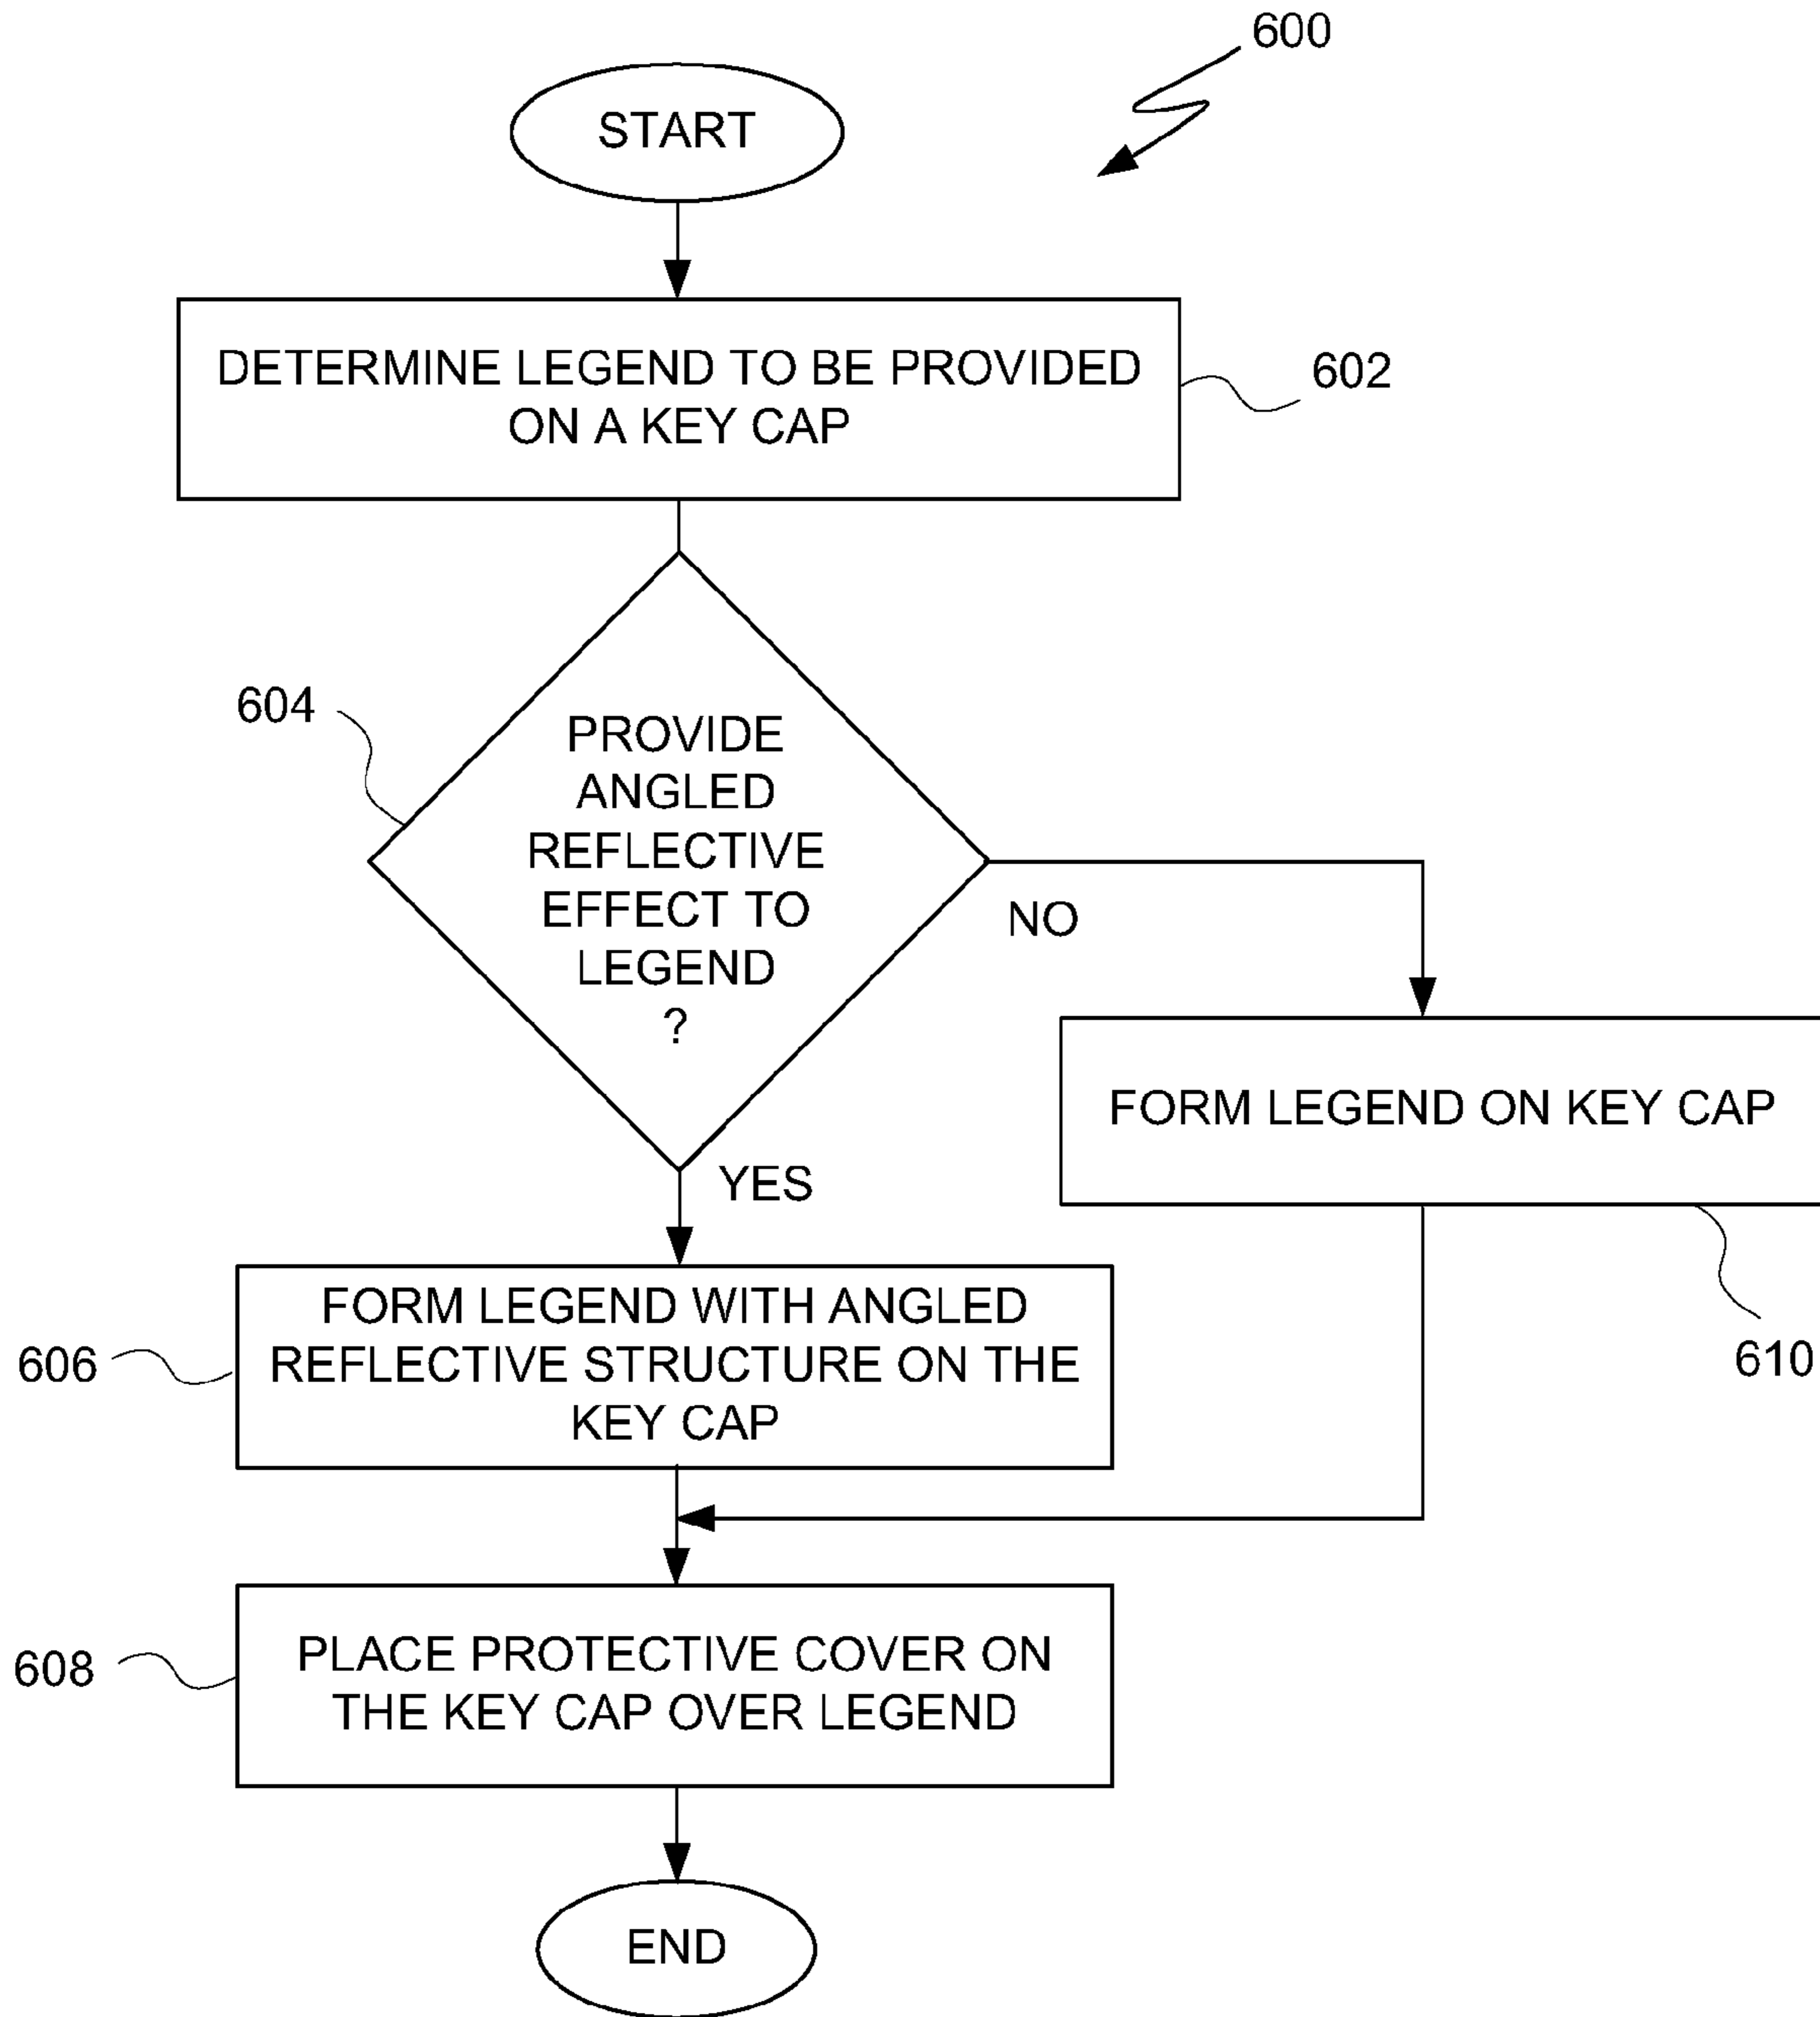 600
START
DETERMINE LEGEND TO BE PROVIDED
ON A KEY CAP
602
604
PROVIDE
ANGLED
REFLECTIVE
EFFECT TO
LEGEND
?
NO
YES
FORM LEGEND ON KEY CAP
610
606
FORM LEGEND WITH ANGLED
REFLECTIVE STRUCTURE ON THE
KEY CAP
608
PLACE PROTECTIVE COVER ON
THE KEY CAP OVER LEGEND
END